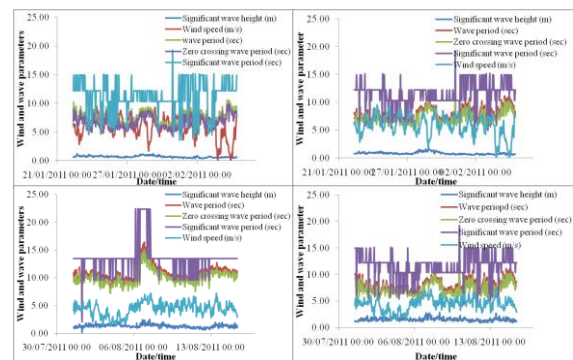 25.00
20.00
15.00
10.00
5.00
0.00
Wind and wave parameters
Significant wave height (m)
Wind speed (m/s)
wave period (sec)
Zero crossing wave period (sec)
Significant wave period (sec)
21/01/2011 00:00
27/01/2011 00:00
02/02/2011 00:00
Date/time
25.00
20.00
15.00
10.00
5.00
0.00
Wind and wave parameters
Significant wave height (m)
Wave period (sec)
Zero crossing wave period (sec)
Significant wave period (sec)
Wind speed (m/s)
21/01/2011 00:00
27/01/2011 00:00
02/02/2011 00:00
Date/time
25.00
20.00
15.00
10.00
5.00
0.00
Wind and wave parameters
Significant wave height (m)
Wave period (sec)
Zero crossing wave period (sec)
Significant wave period (sec)
Wind speed (m/s)
30/07/2011 00:00
06/08/2011 00:00
13/08/2011 00:00
Date/time
25.00
20.00
15.00
10.00
5.00
0.00
Wind and wave parameters
Significant wave height (m)
Wave periopd (sec)
Zero crossing wave period (sec)
Significant wave period (sec)
Wind speed (m/s)
30/07/2011 00:00
06/08/2011 00:00
13/08/2011 00:00
Date/time